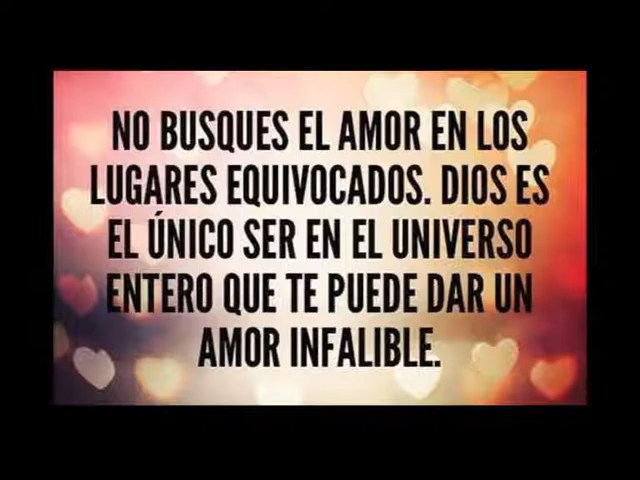 NO BUSQUES EL AMOR EN LOS
LUGARES EQUIVOCADOS. DIOS ES
EL ÚNICO SER EN EL UNIVERSO
ENTERO QUE TE PUEDE DAR UN
AMOR INFALIBLE.